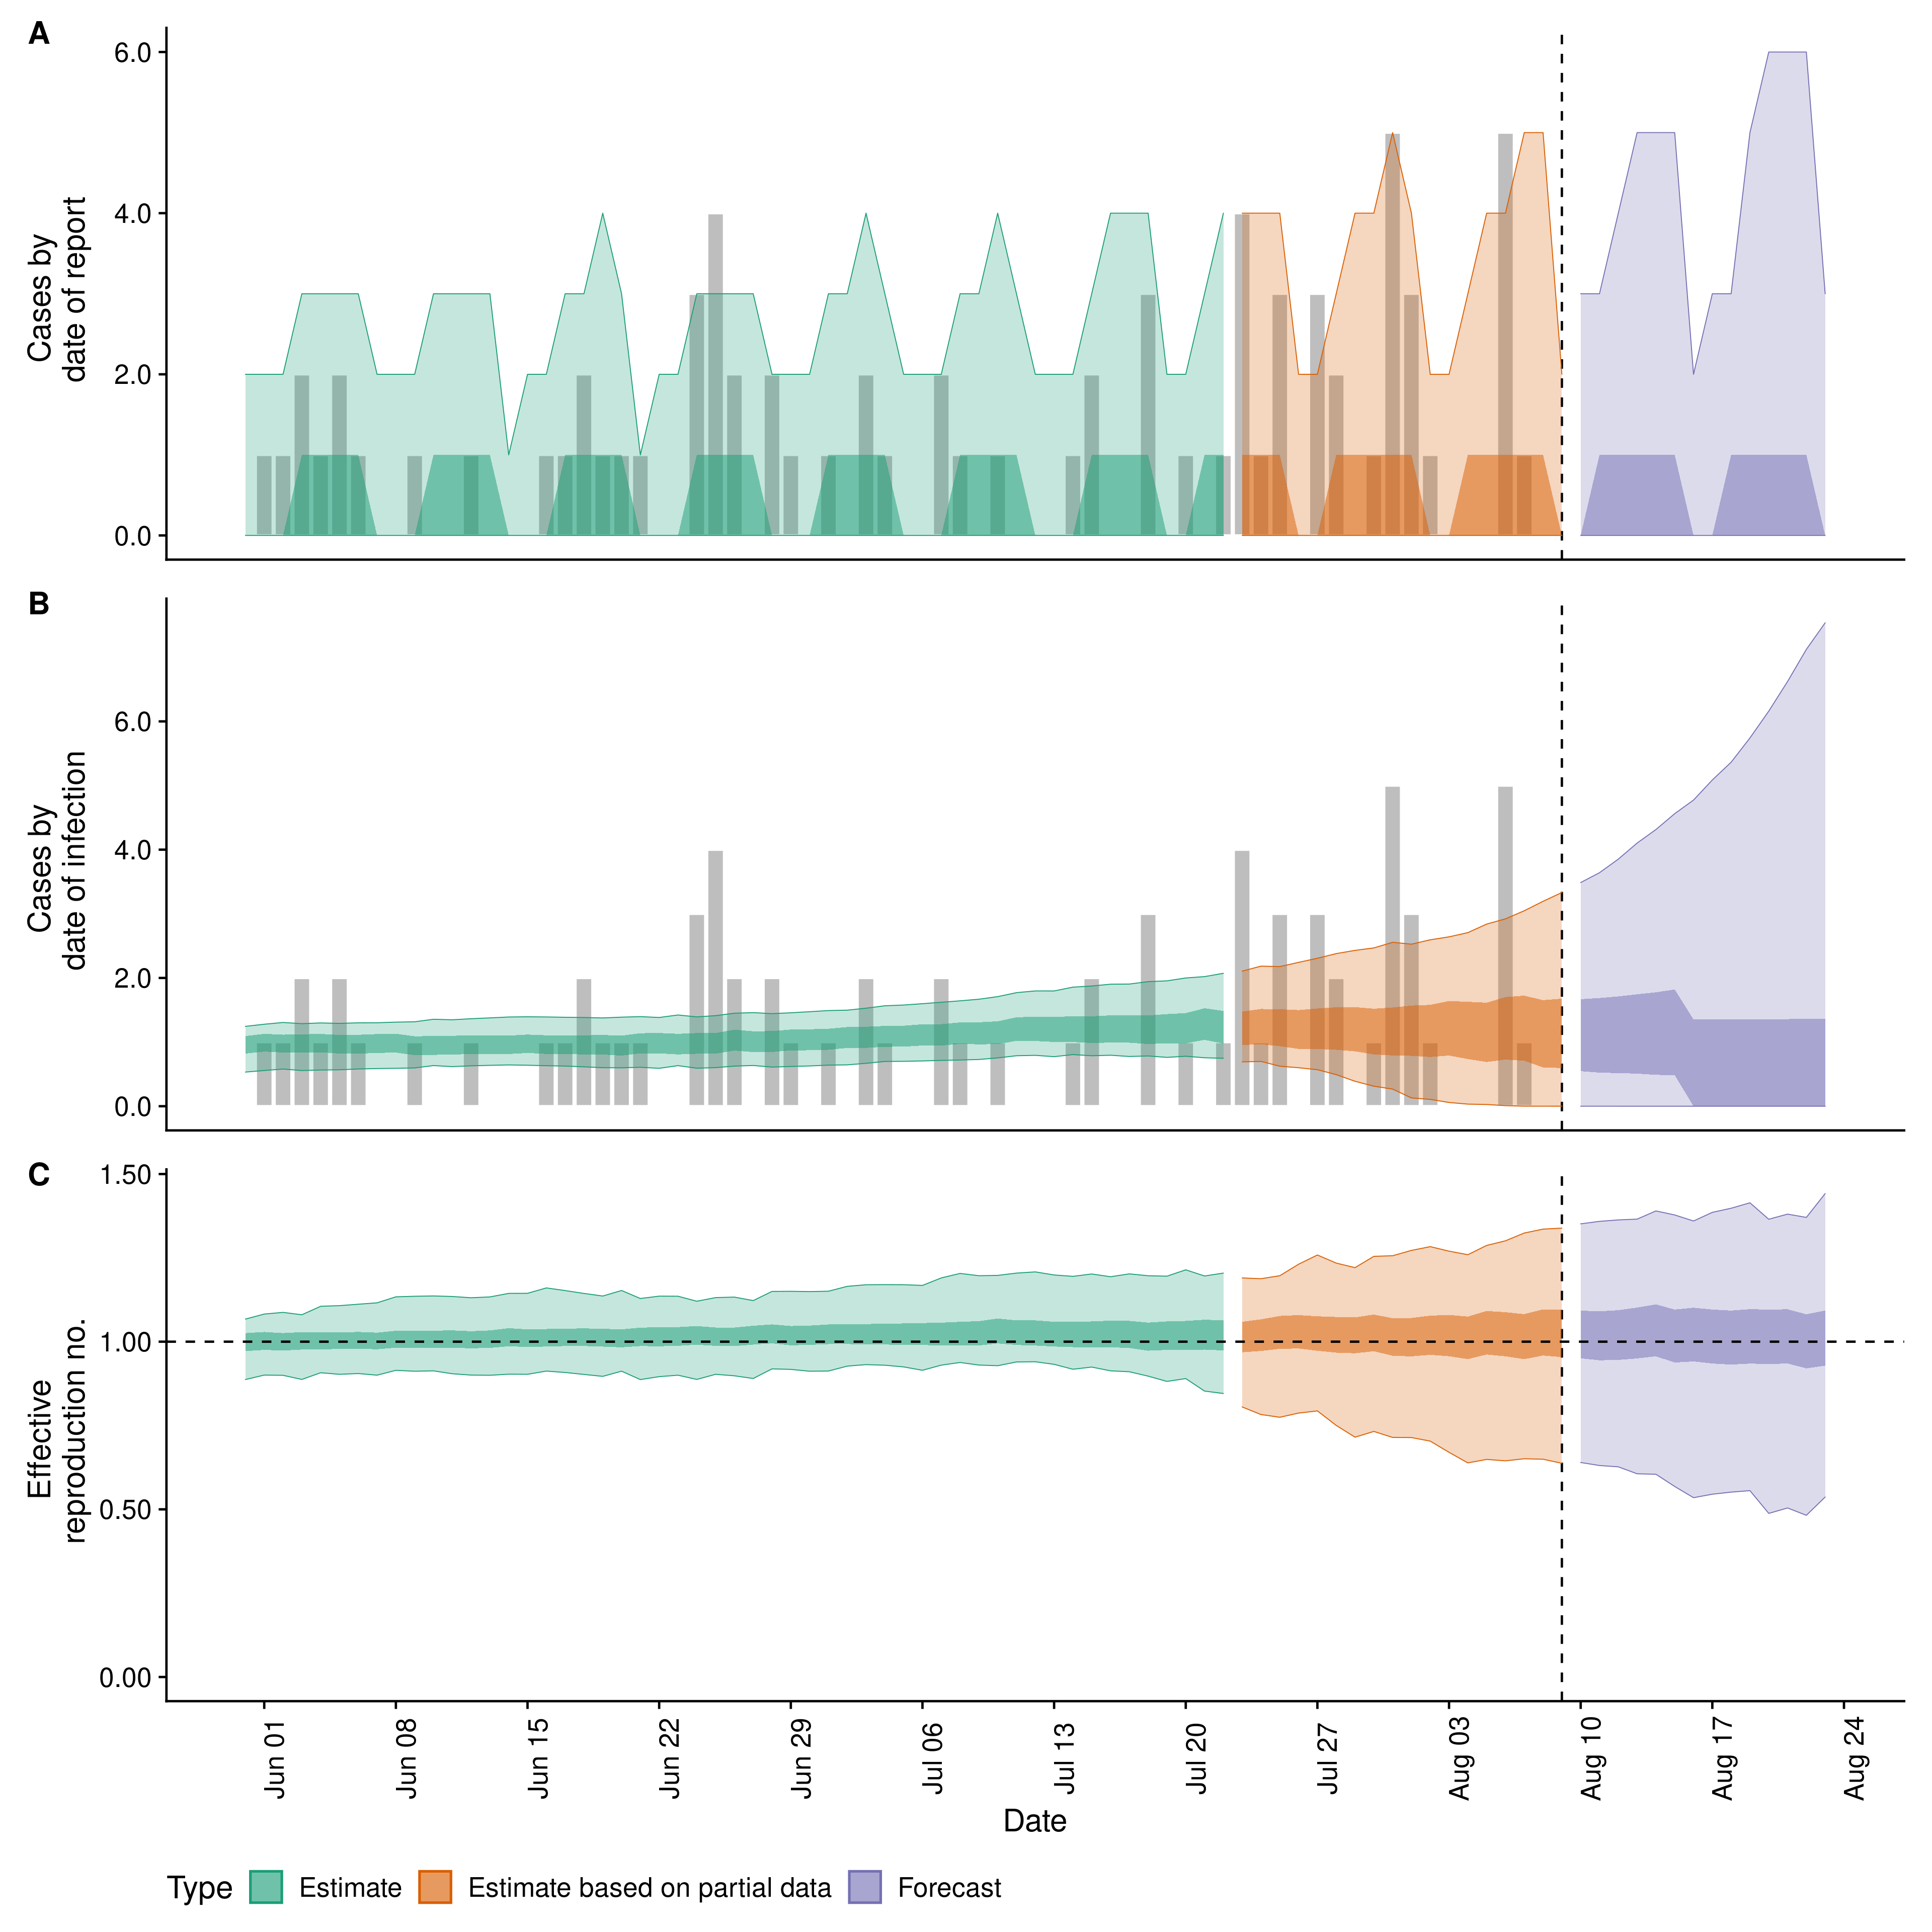 A
6.0
4.0
2.0
0.0
Cases by
date of report
B
6.0
4.0
2.0
0.0
Cases by
date of infection
C
1.50
1.00
0.50
0.00
Effective
reproduction no.
Jun 01
Jun 08
Jun 15
Jun 22
Jun 29
Jul 06
Jul 13
Jul 20
Jul 27
Aug 03
Aug 10
Aug 17
Aug 24
Date
Type Estimate Estimate based on partial data Forecast